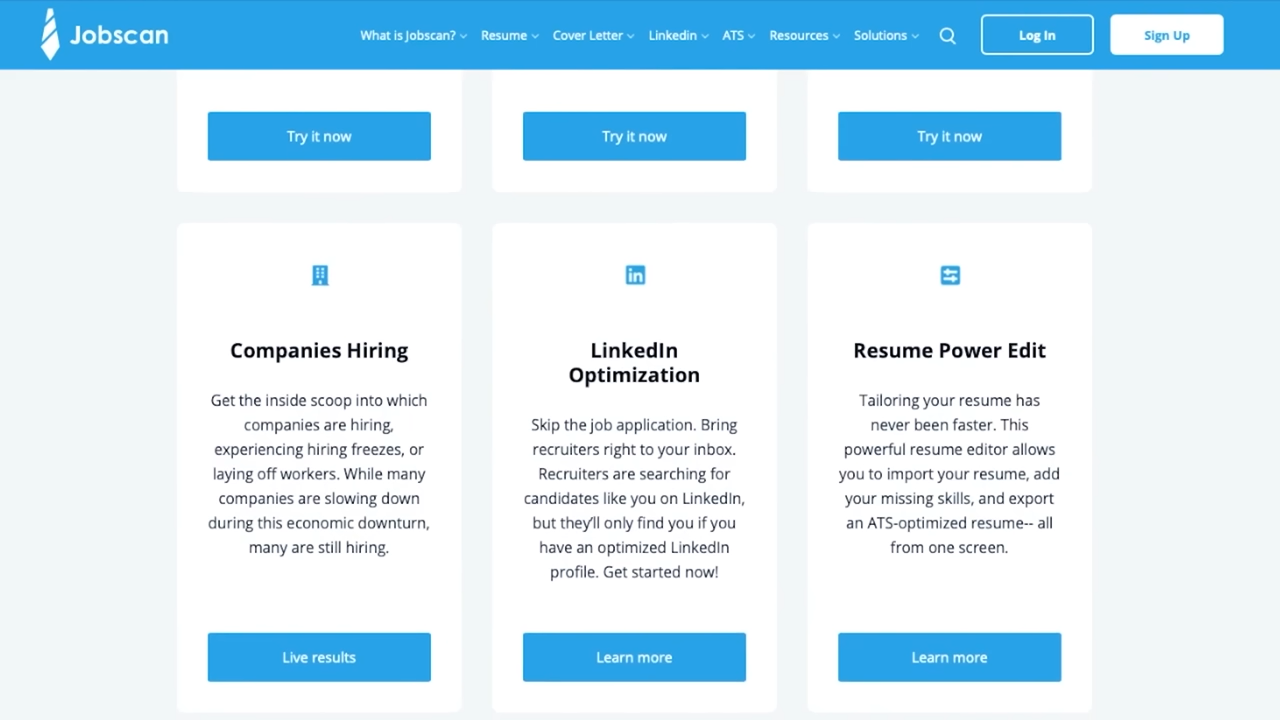 Jobscan
What is Jobscan?
Resume
Cover Letter
Linkedin
ATS
Resources
Solutions
Log In
Sign Up
Try it now
Try it now
Try it now
Companies Hiring
Get the inside scoop into which
companies are hiring,
experiencing hiring freezes, or
laying off workers. While many
companies are slowing down
during this economic downturn,
many are still hiring.
Live results
in
LinkedIn
Optimization
Skip the job application. Bring
recruiters right to your inbox.
Recruiters are searching for
candidates like you on LinkedIn,
but they'll only find you if you
have an optimized LinkedIn
profile. Get started now!
Learn more
Resume Power Edit
Tailoring your resume has
never been faster. This
powerful resume editor allows
you to import your resume, add
your missing skills, and export
an ATS-optimized resume-- all
from one screen.
Learn more